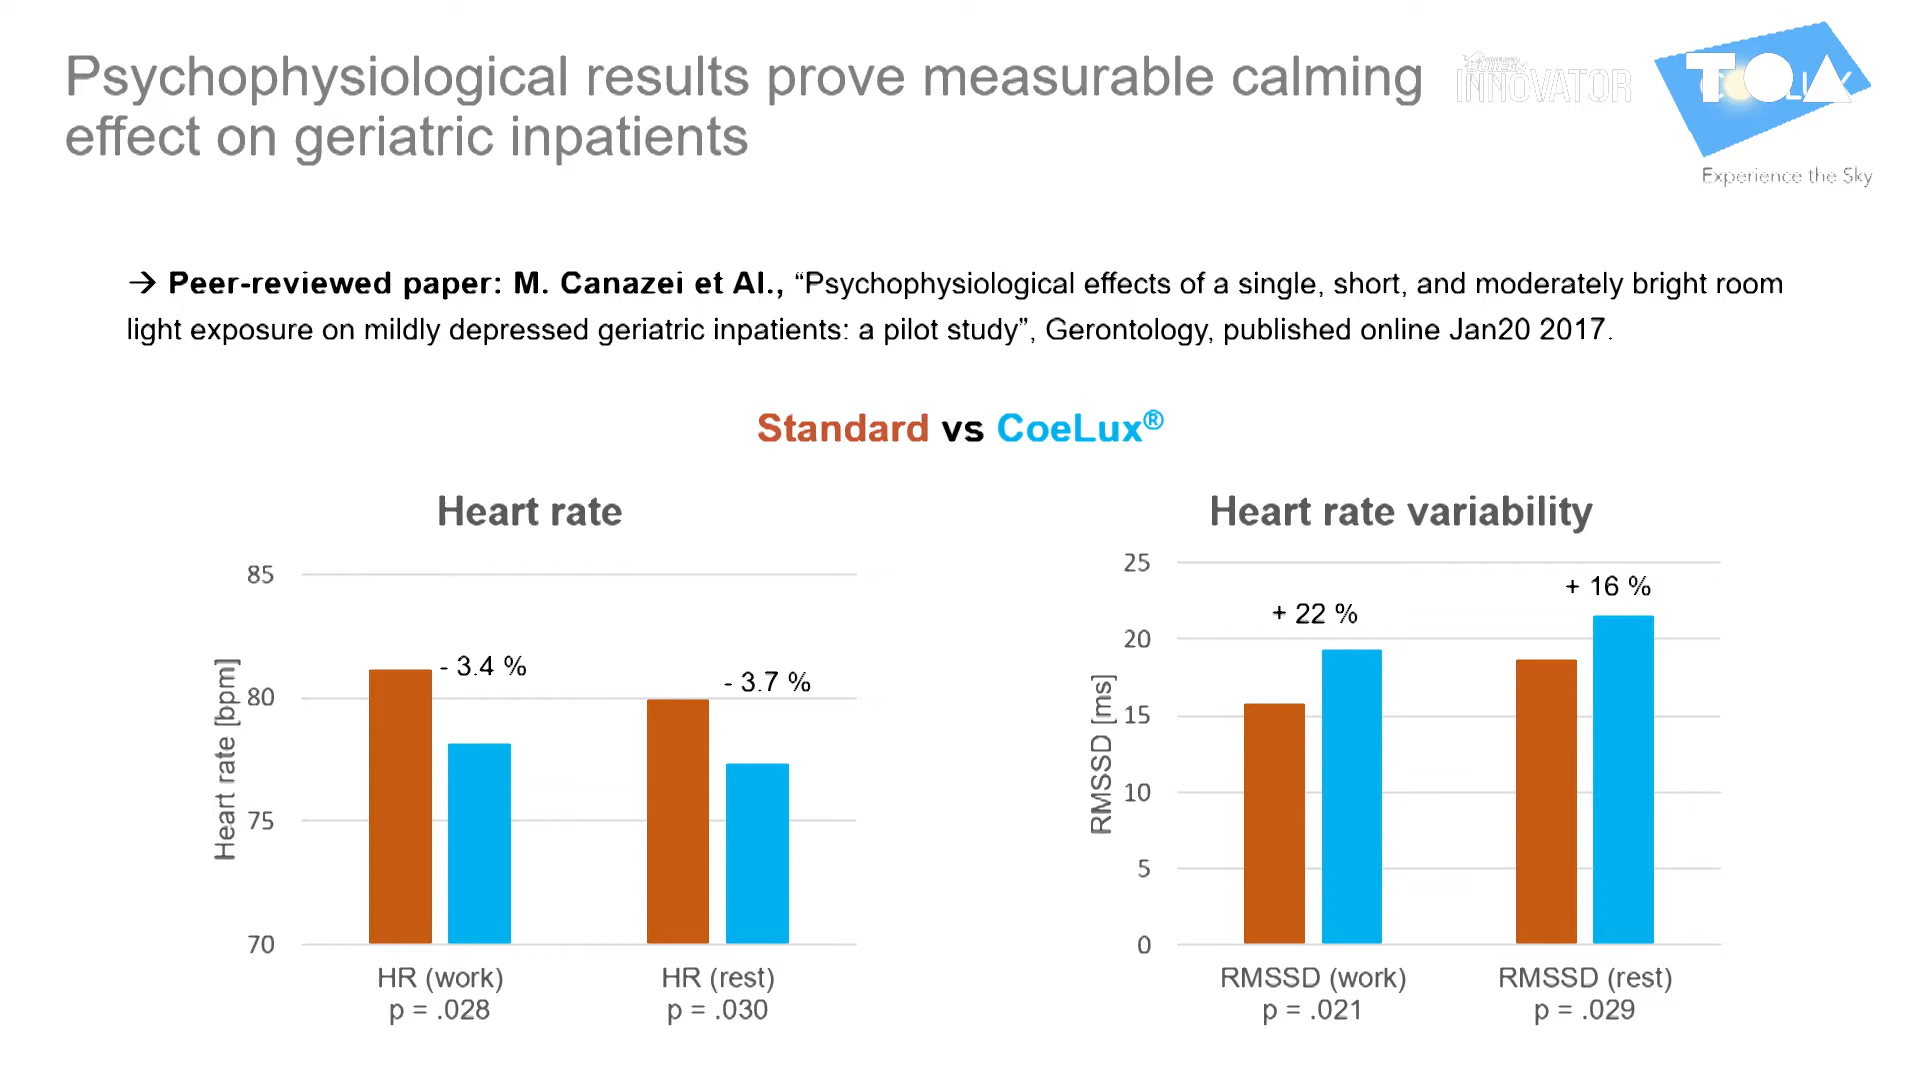 Psychophysiological results prove measurable calming
effect on geriatric inpatients
INNOVATOR
TOA
Experience the Sky
→ Peer-reviewed paper: M. Canazei et Al., “Psychophysiological effects of a single, short, and moderately bright room
light exposure on mildly depressed geriatric inpatients: a pilot study”, Gerontology, published online Jan20 2017.
Standard vs CoeLux®
Heart rate
85
80
75
70
Heart rate [bpm]
- 3.4 %
- 3.7 %
HR (work)
p = .028
HR (rest)
p = .030
Heart rate variability
25
20
15
10
5
0
RMSSD [ms]
+ 22 %
+ 16 %
RMSSD (work)
p = .021
RMSSD (rest)
p = .029